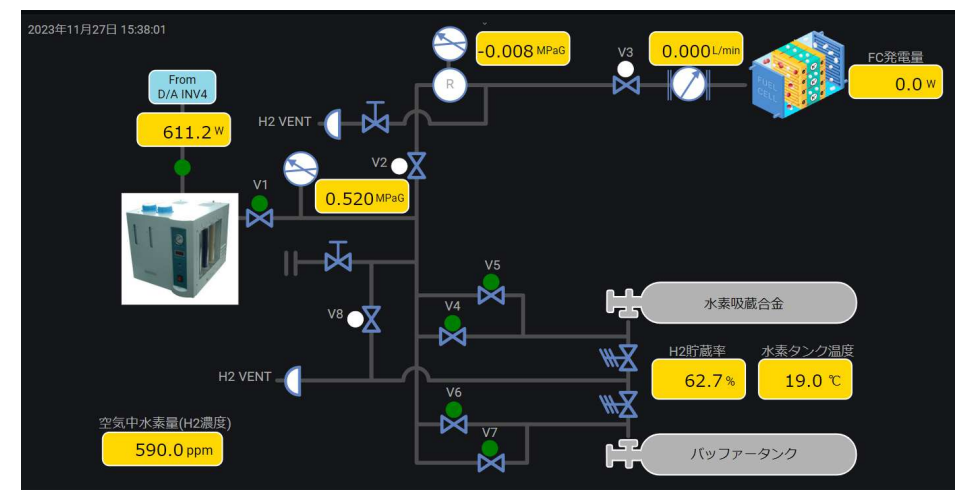 2023年11月27日 15:38:01
-0.008 MPaG
V3
0.000 L/min
FC発電量
0.0 W
FUEL
CELL
From
D/A INV4
611.2 W
R
H2 VENT
V2
V1
0.520 MPaG
V5
V4
V8
水素吸蔵合金
H2貯蔵率
水素タンク温度
62.7 %
19.0 ℃
H2 VENT
V6
V7
空気中水素量(H2濃度)
590.0 ppm
バッファータンク